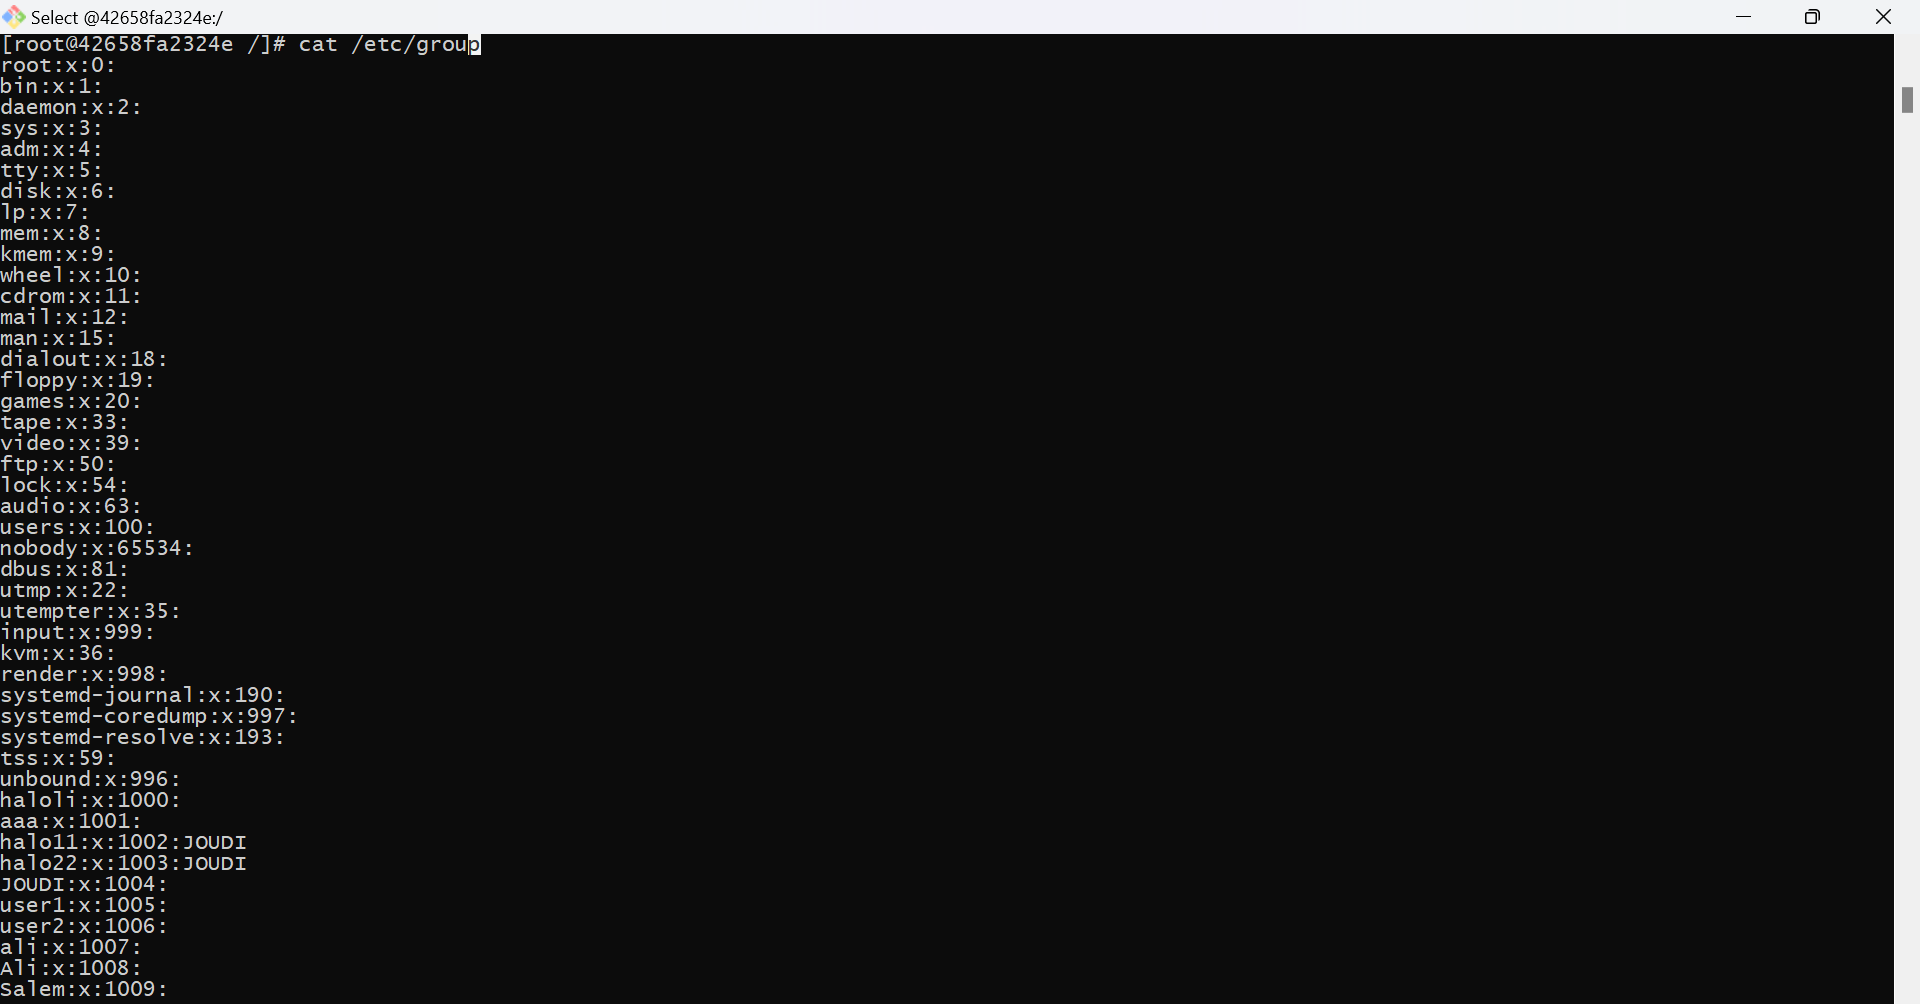 Select @42658fa2324e:/
[root@42658fa2324e /]# cat /etc/group
root:x:0:
bin:x:1:
daemon:x:2:
sys:x:3:
adm:x:4:
tty:x:5:
disk:x:6:
lp:x:7:
mem:x:8:
kmem:x:9:
wheel:x:10:
cdrom:x:11:
mail:x:12:
man:x:15:
dialout:x:18:
floppy:x:19:
games:x:20:
tape:x:33:
video:x:39:
ftp:x:50:
lock:x:54:
audio:x:63:
users:x:100:
nobody:x:65534:
dbus:x:81:
utmp:x:22:
utempter:x:35:
input:x:999:
kvm:x:36:
render:x:998:
systemd-journal:x:190:
systemd-coredump:x:997:
systemd-resolve:x:193:
tss:x:59:
unbound:x:996:
haloli:x:1000:
aaa:x:1001:
halo11:x:1002:JOUDI
halo22:x:1003:JOUDI
JOUDI:x:1004:
user1:x:1005:
user2:x:1006:
ali:x:1007:
Ali:x:1008:
Salem:x:1009: